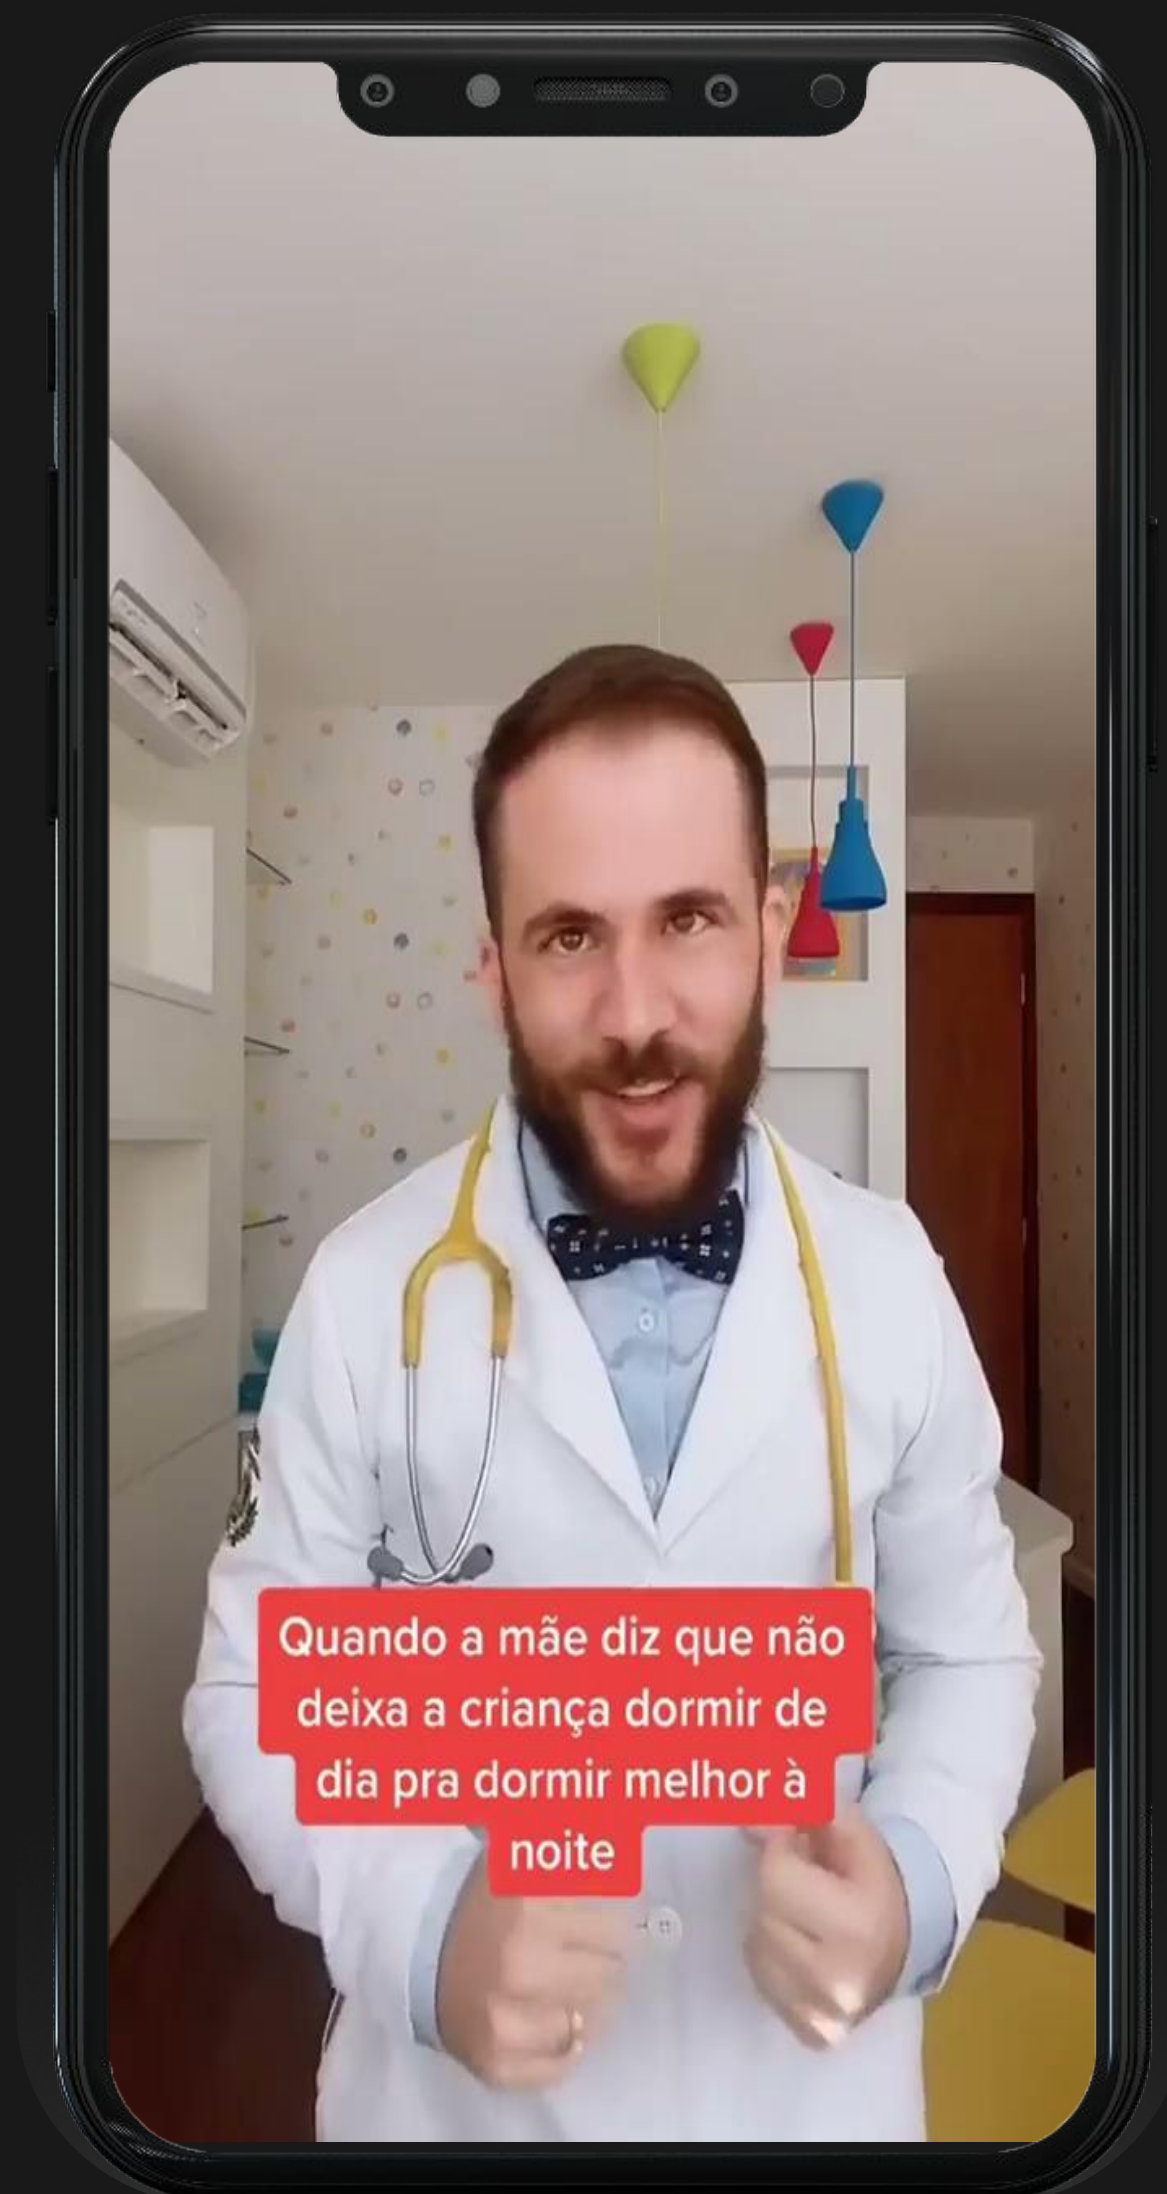 Quando a mãe diz que não
deixa a criança dormir de
dia pra dormir melhor à
noite